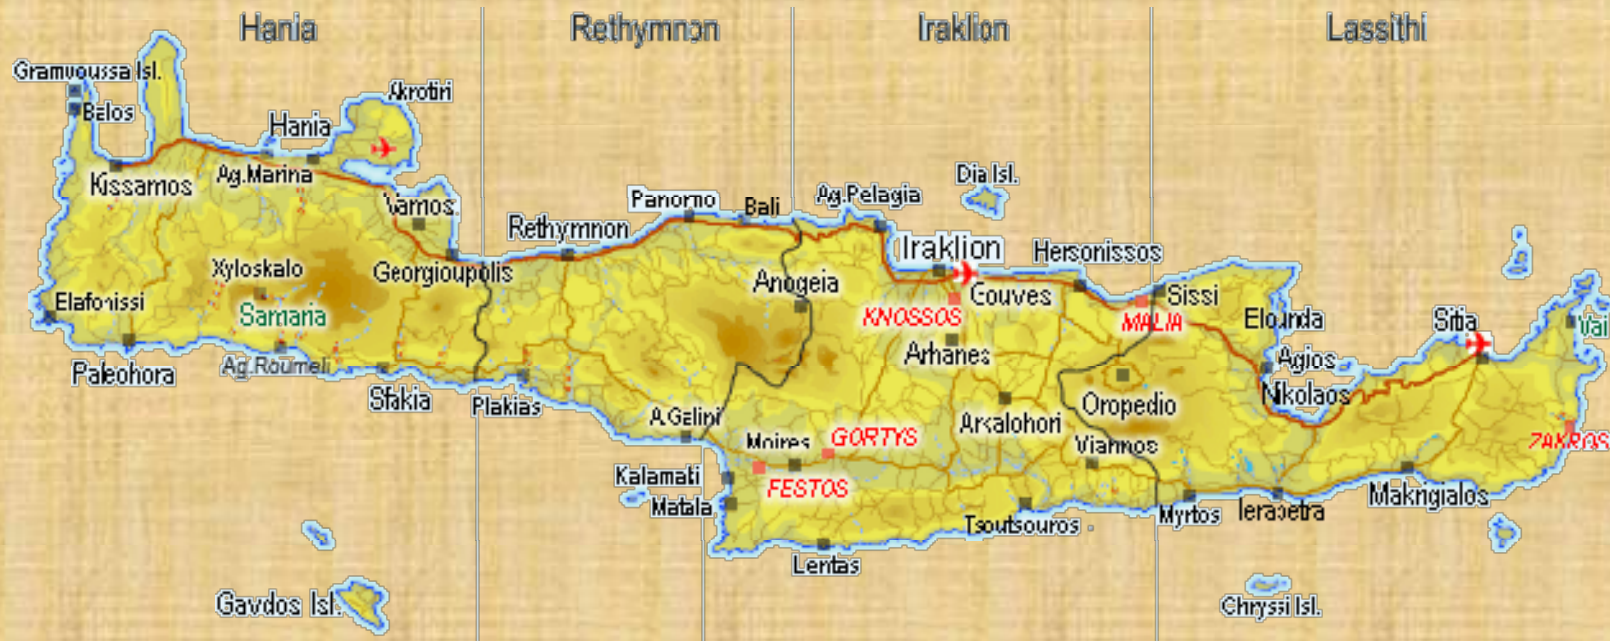 Hania
Rethymnon
Iraklion
Lassithi
Gramvoussa Isl.
Balos
Akrotiri
Hania
Kissamos
Ag.Marina
Vamos
Dia Isl.
Panormo
Bali
Ag.Pelagia
Rethymnon
Iraklion
Hersonissos
Xyloskalo
Georgioupolis
Anogeia
Gouves
Sissi
Elafonissi
Samaria
KNOSSOS
MALIA
Elounda
Sitia
Vai
Arhanes
Agios
Nikolaos
Paleohora
Ag.Roumeli
Sfakia
Plakias
A.Galini
Oropedio
Arkalohori
Moires
GORTYS
Viannos
ZAKROS
Kalamati
FESTOS
Matala
Makrigialos
Tsoutsouros
Myrtos
Ierapetra
Lentas
Gavdos Isl.
Chryssi Isl.